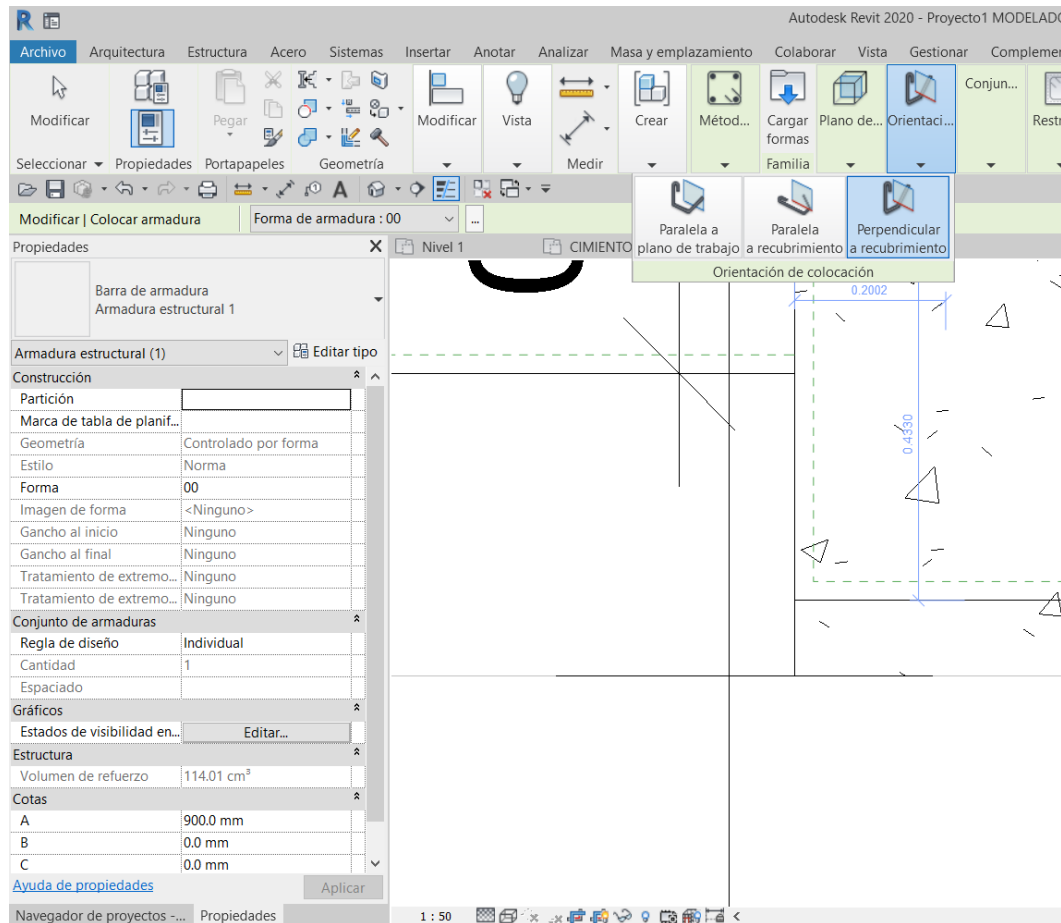 Autodesk Revit 2020 - Proyecto1 MODELADO
Archivo Arquitectura Estructura Acero Sistemas Insertar Anotar Analizar Masa y emplazamiento Colaborar Vista Gestionar Complemen
Modificar Pegar Modificar Vista Crear Métod... Cargar formas Plano de... Orientaci... Conjun... Restr
Seleccionar Propiedades Portapapeles Geometría Medir Familia
Modificar | Colocar armadura Forma de armadura : 00 ...
Paralela a plano de trabajo
Paralela a recubrimiento
Perpendicular a recubrimiento
Orientación de colocación
Propiedades X Nivel 1 CIMIENTO
Barra de armadura
Armadura estructural 1
Armadura estructural (1) Editar tipo
Construcción
Partición
Marca de tabla de planif...
Geometría Controlado por forma
Estilo Norma
Forma 00
Imagen de forma <Ninguno>
Gancho al inicio Ninguno
Gancho al final Ninguno
Tratamiento de extremo... Ninguno
Tratamiento de extremo... Ninguno
Conjunto de armaduras
Regla de diseño Individual
Cantidad 1
Espaciado
Gráficos
Estados de visibilidad en... Editar...
Estructura
Volumen de refuerzo 114.01 cm³
Cotas
A 900.0 mm
B 0.0 mm
C 0.0 mm
Ayuda de propiedades Aplicar
Navegador de proyectos -... Propiedades
0.2002
0.4330
1 : 50